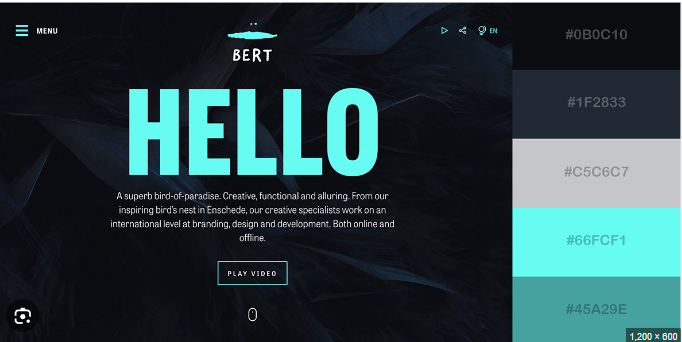 MENU
BERT
EN
HELLO
A superb bird-of-paradise. Creative, functional and alluring. From our
inspiring bird's nest in Enschede, our creative specialists work on an
international level at branding, design and development. Both online and
offline.
PLAY VIDEO
#0B0C10
#1F2833
#C5C6C7
#66FCF1
#45A29E
1,200 × 600